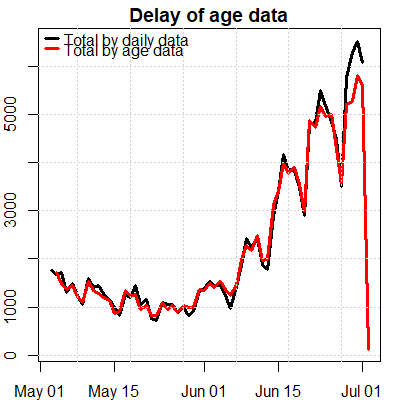 Delay of age data
Total by daily data
Total by age data
5000
3000
1000
0
May 01 May 15 Jun 01 Jun 15 Jul 01